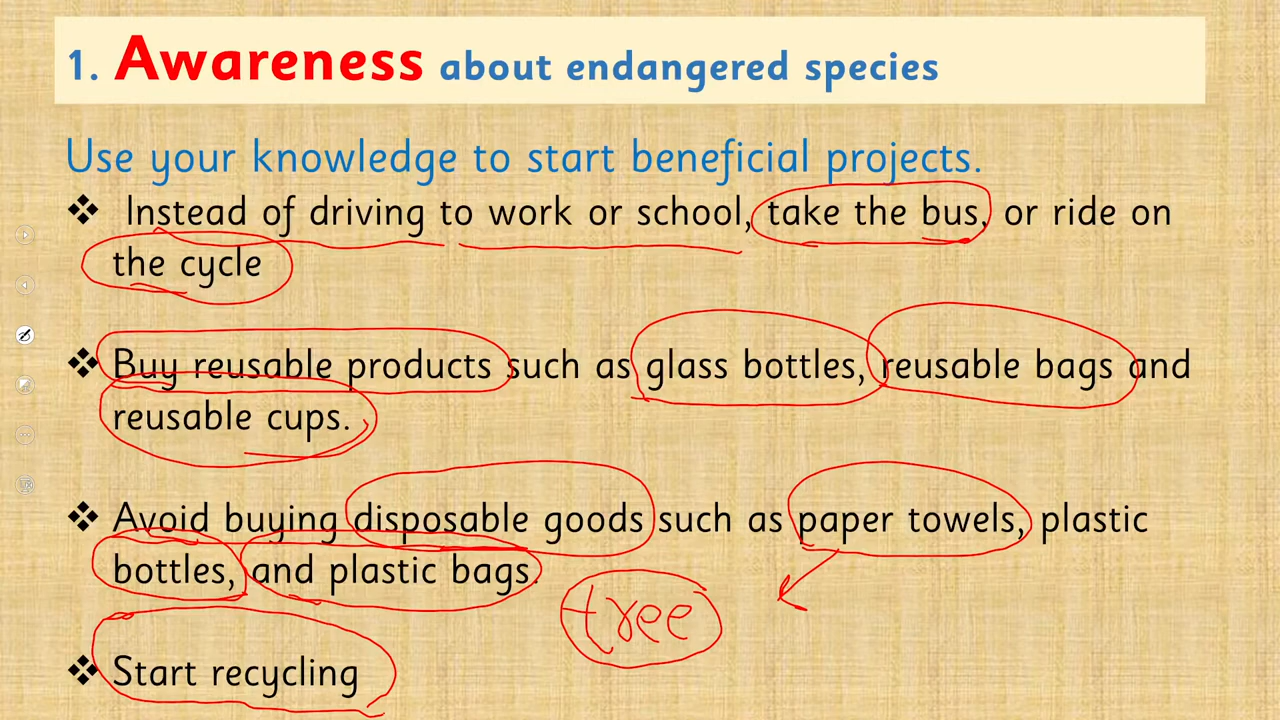 1. Awareness about endangered species
Use your knowledge to start beneficial projects.
❖ Instead of driving to work or school, take the bus, or ride on
the cycle
❖ Buy reusable products such as glass bottles, reusable bags and
reusable cups.
❖ Avoid buying disposable goods such as paper towels, plastic
bottles, and plastic bags.
tree
❖ Start recycling